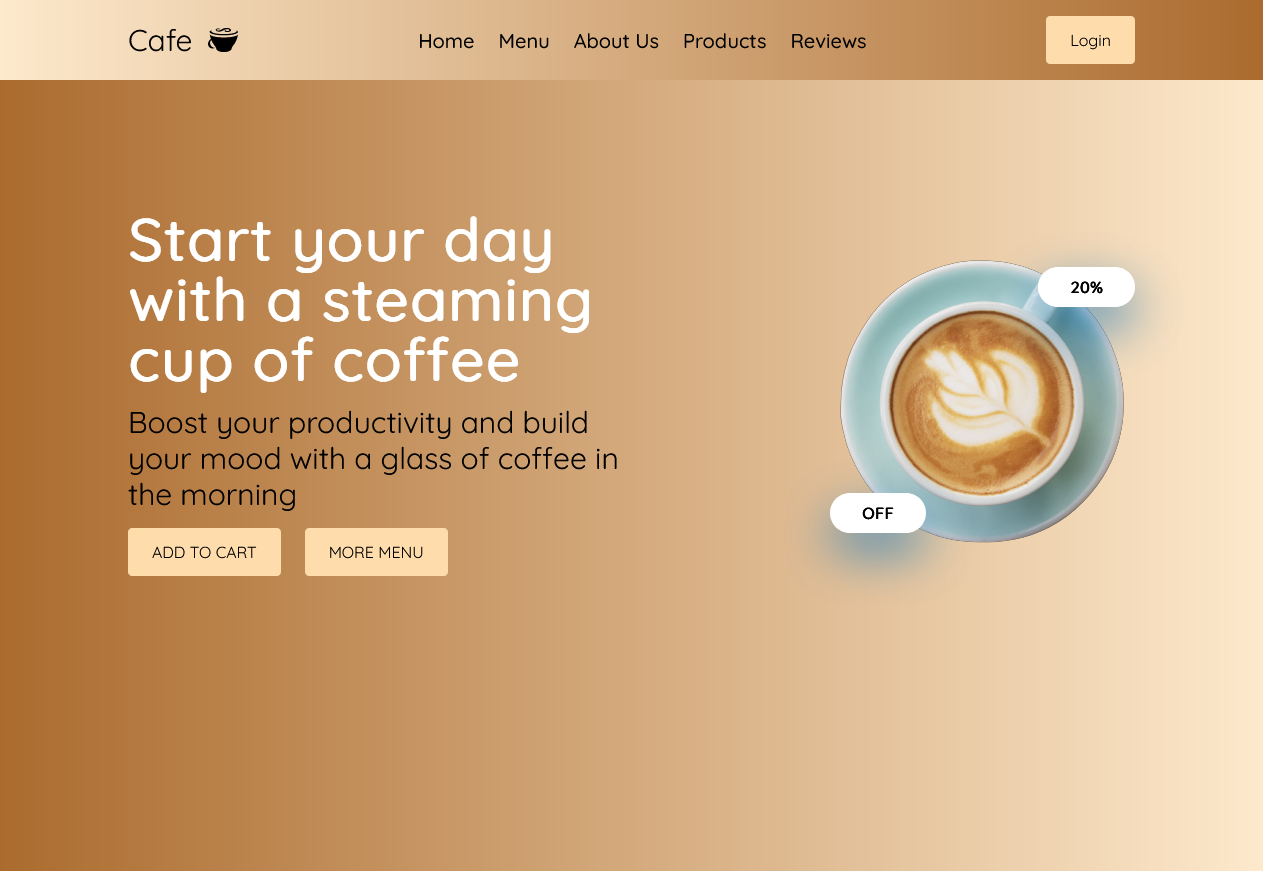 Cafe
Home Menu About Us Products Reviews
Login
Start your day
with a steaming
cup of coffee
Boost your productivity and build
your mood with a glass of coffee in
the morning
ADD TO CART MORE MENU
20%
OFF